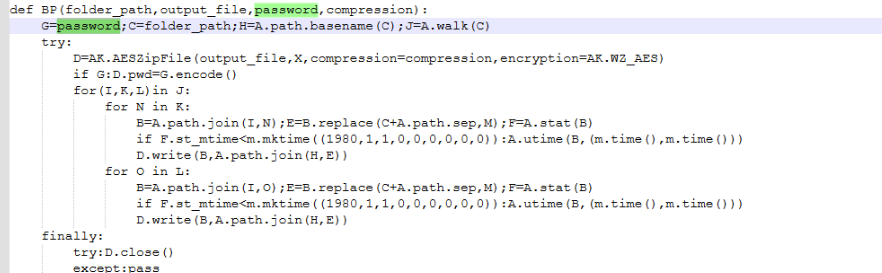 def BP(folder_path,output_file,password,compression):
    G=password;C=folder_path;H=A.path.basename(C);J=A.walk(C)
    try:
        D=AK.AESZipFile(output_file,X,compression=compression,encryption=AK.WZ_AES)
        if G:D.pwd=G.encode()
        for(I,K,L)in J:
            for N in K:
                B=A.path.join(I,N);E=B.replace(C+A.path.sep,M);F=A.stat(B)
                if F.st_mtime<m.mktime((1980,1,1,0,0,0,0,0,0)):A.utime(B,(m.time(),m.time()))
                D.write(B,A.path.join(H,E))
            for O in L:
                B=A.path.join(I,O);E=B.replace(C+A.path.sep,M);F=A.stat(B)
                if F.st_mtime<m.mktime((1980,1,1,0,0,0,0,0,0)):A.utime(B,(m.time(),m.time()))
                D.write(B,A.path.join(H,E))
    finally:
        try:D.close()
        except:pass